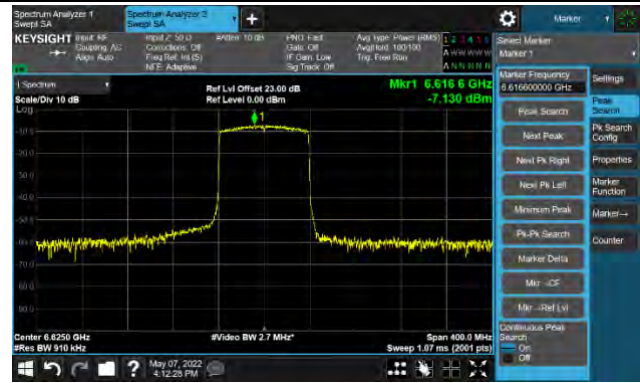 Spectrum Analyzer 1
Swept SA
Spectrum Analyzer 3
Swept SA
+
Marker
KEYSIGHT Input: RF
Coupling: AC
Align: Auto
Input Z: 50 Ω
Corrections: Off
Freq Ref: Int (S)
NFE: Adaptive
#Atten: 10 dB
PNO: Fast
Gate: Off
IF Gain: Low
Sig Track: Off
Avg Type: Power (RMS)
Avg|Hold: 100/100
Trig: Free Run
1 2 3 4 5 6
A W W W W W
A N N N N N
Select Marker
Marker 1
1 Spectrum
Scale/Div 10 dB
Log
Ref Lvl Offset 23.00 dB
Ref Level 0.00 dBm
Mkr1 6.616 6 GHz
-7.130 dBm
1
-10.0
-20.0
-30.0
-40.0
-50.0
-60.0
-70.0
-80.0
Center 6.6250 GHz
#Res BW 910 kHz
#Video BW 2.7 MHz*
Span 400.0 MHz
Sweep 1.07 ms (2001 pts)
Marker Frequency
6.616600000 GHz
Peak Search
Next Peak
Next Pk Right
Next Pk Left
Minimum Peak
Pk-Pk Search
Marker Delta
Mkr→CF
Mkr→Ref Lvl
Continuous Peak
Search
On
Off
Settings
Peak
Search
Pk Search
Config
Properties
Marker
Function
Marker→
Counter
?
May 07, 2022
4:12:28 PM